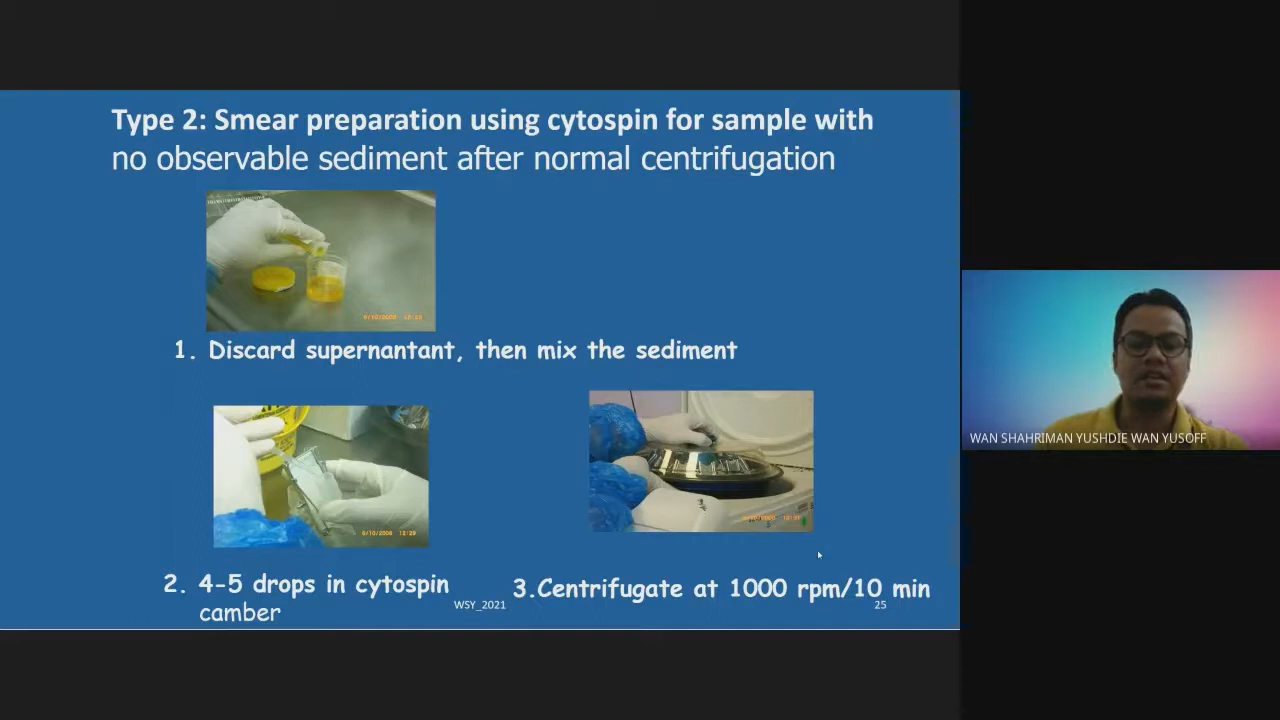 Type 2: Smear preparation using cytospin for sample with
no observable sediment after normal centrifugation
1. Discard supernantant, then mix the sediment
2. 4-5 drops in cytospin
camber
3.Centrifugate at 1000 rpm/10 min
WSY_2021
25
WAN SHAHRIMAN YUSHDIE WAN YUSOFF